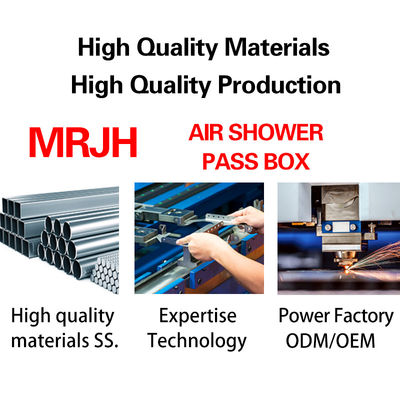 High Quality Materials
High Quality Production
MRJH
AIR SHOWER
PASS BOX
High quality
materials SS.
Expertise
Technology
Power Factory
ODM/OEM